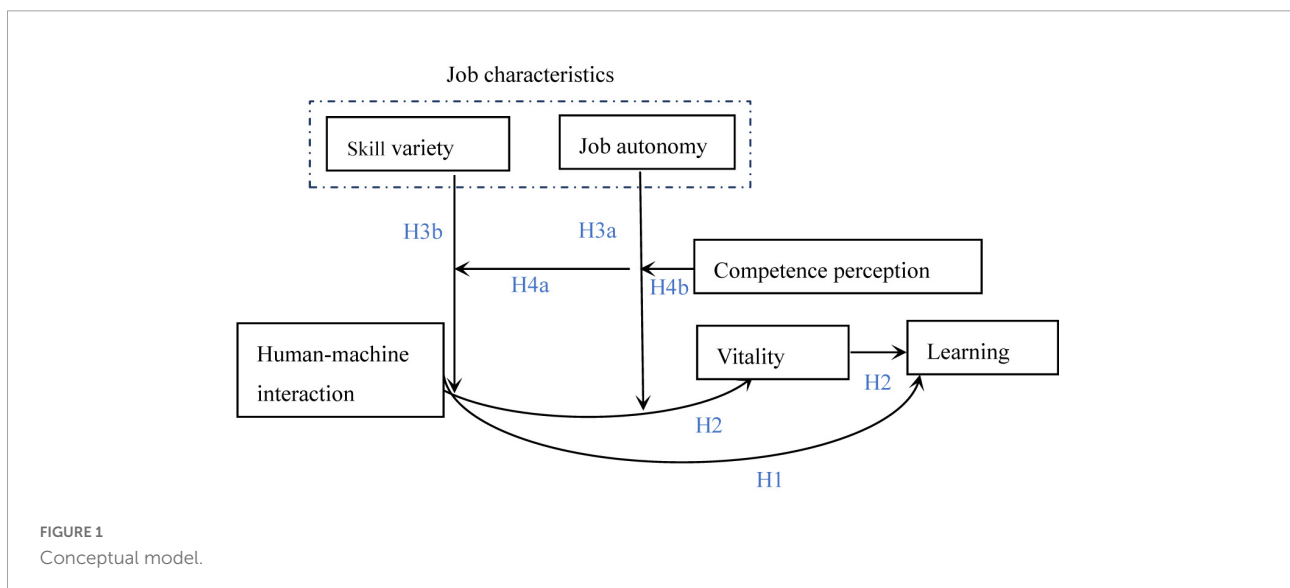 Job characteristics
Skill variety
Job autonomy
H3b
H3a
Competence perception
H4a
H4b
Human-machine
interaction
Vitality
Learning
H2
H2
H1
FIGURE 1
Conceptual model.